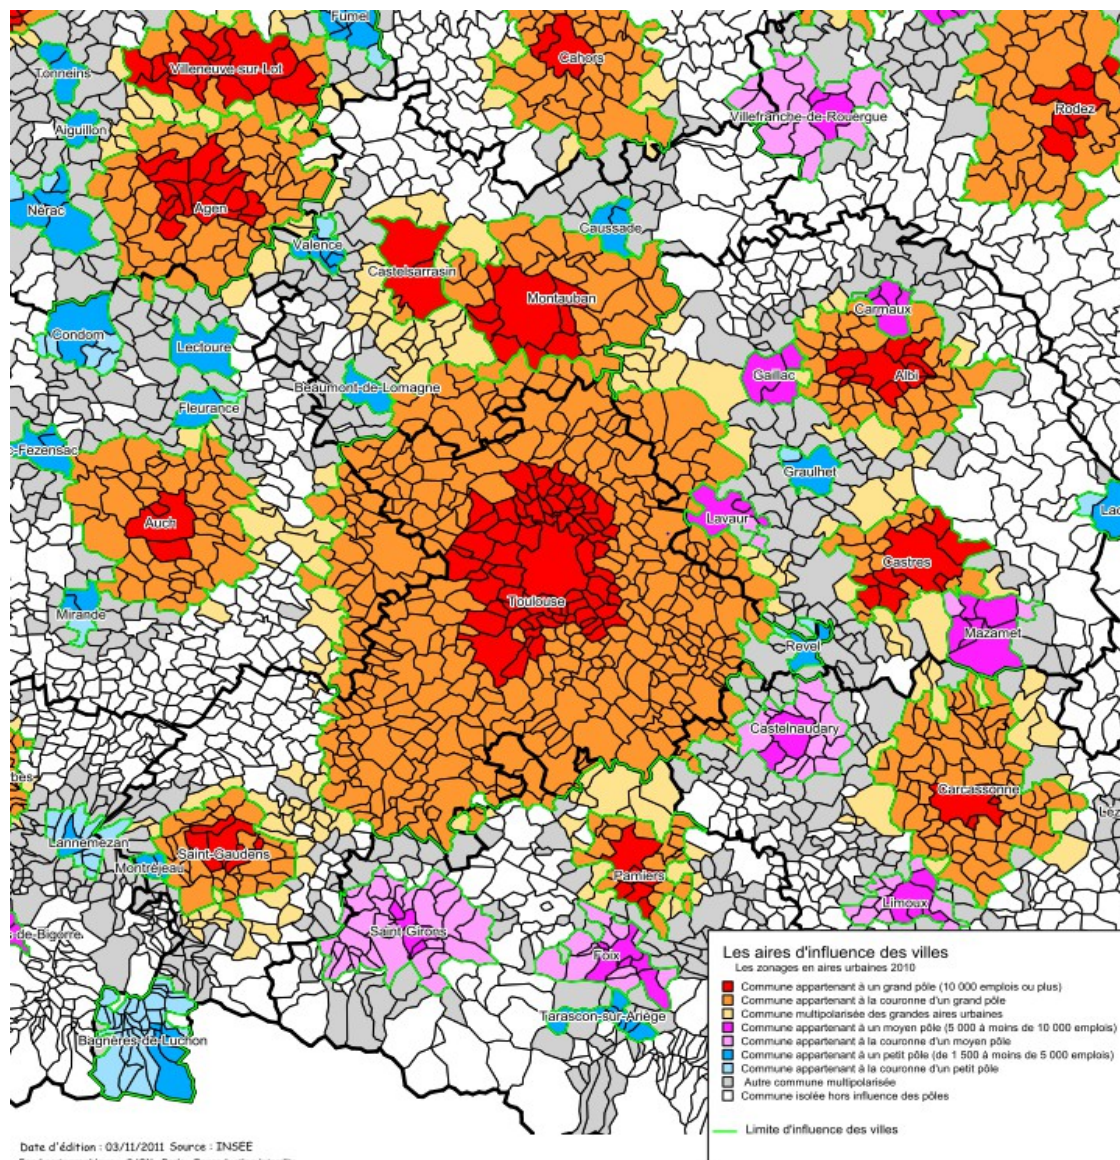 Fumel
Tonneins
Villeneuve sur Lot
Cahors
Villefranche-de-Rouergue
Rodez
Aiguillon
Nérac
Agen
Valence
Caussade
Castelsarrasin
Montauban
Carmaux
Condom
Lectoure
Gaillac
Albi
Beaumont-de-Lomagne
Fleurance
c-Fezensac
Graulhet
Auch
Lavaur
Lac
Castres
Toulouse
Mirande
Mazamet
Revel
Castelnaudary
bes
Carcassonne
Lannemezan
Saint-Gaudens
Montréjeau
Pamiers
Léz
Limoux
de-Bigorre
Saint-Girons
Foix
Tarascon-sur-Ariège
Bagnères-de-Luchon
Les aires d'influence des villes
Les zonages en aires urbaines 2010
Commune appartenant à un grand pôle (10 000 emplois ou plus)
Commune appartenant à la couronne d'un grand pôle
Commune multipolarisée des grandes aires urbaines
Commune appartenant à un moyen pôle (5 000 à moins de 10 000 emplois)
Commune appartenant à la couronne d'un moyen pôle
Commune appartenant à un petit pôle (de 1 500 à moins de 5 000 emplois)
Commune appartenant à la couronne d'un petit pôle
Autre commune multipolarisée
Commune isolée hors influence des pôles
Limite d'influence des villes
Date d'édition : 03/11/2011 Source : INSEE